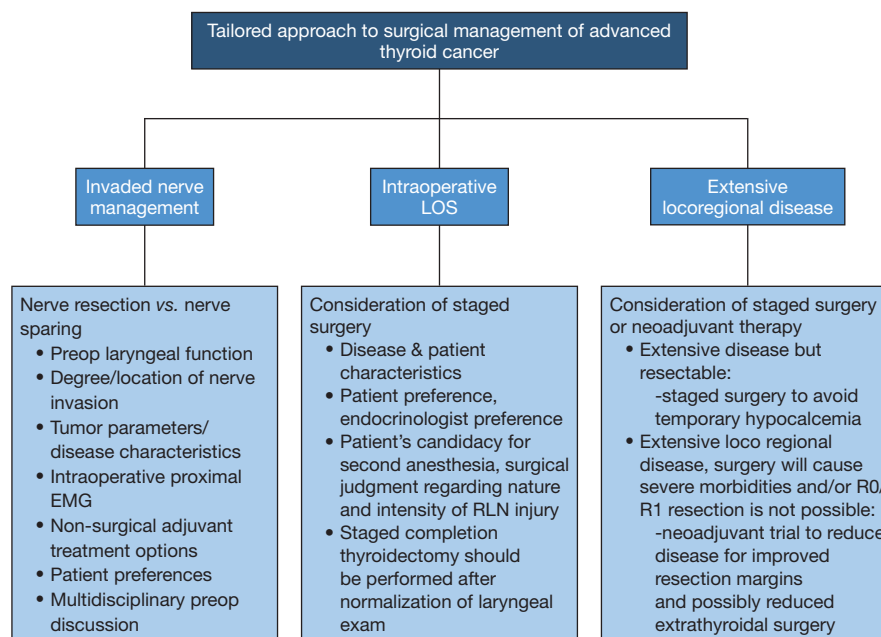 Tailored approach to surgical management of advanced
thyroid cancer
Invaded nerve
management
Intraoperative
LOS
Extensive
locoregional disease
Nerve resection vs. nerve
sparing
• Preop laryngeal function
• Degree/location of nerve
invasion
• Tumor parameters/
disease characteristics
• Intraoperative proximal
EMG
• Non-surgical adjuvant
treatment options
• Patient preferences
• Multidisciplinary preop
discussion
Consideration of staged
surgery
• Disease & patient
characteristics
• Patient preference,
endocrinologist preference
• Patient's candidacy for
second anesthesia, surgical
judgment regarding nature
and intensity of RLN injury
• Staged completion
thyroidectomy should
be performed after
normalization of laryngeal
exam
Consideration of staged surgery
or neoadjuvant therapy
• Extensive disease but
resectable:
-staged surgery to avoid
temporary hypocalcemia
• Extensive loco regional
disease, surgery will cause
severe morbidities and/or R0/
R1 resection is not possible:
-neoadjuvant trial to reduce
disease for improved
resection margins
and possibly reduced
extrathyroidal surgery